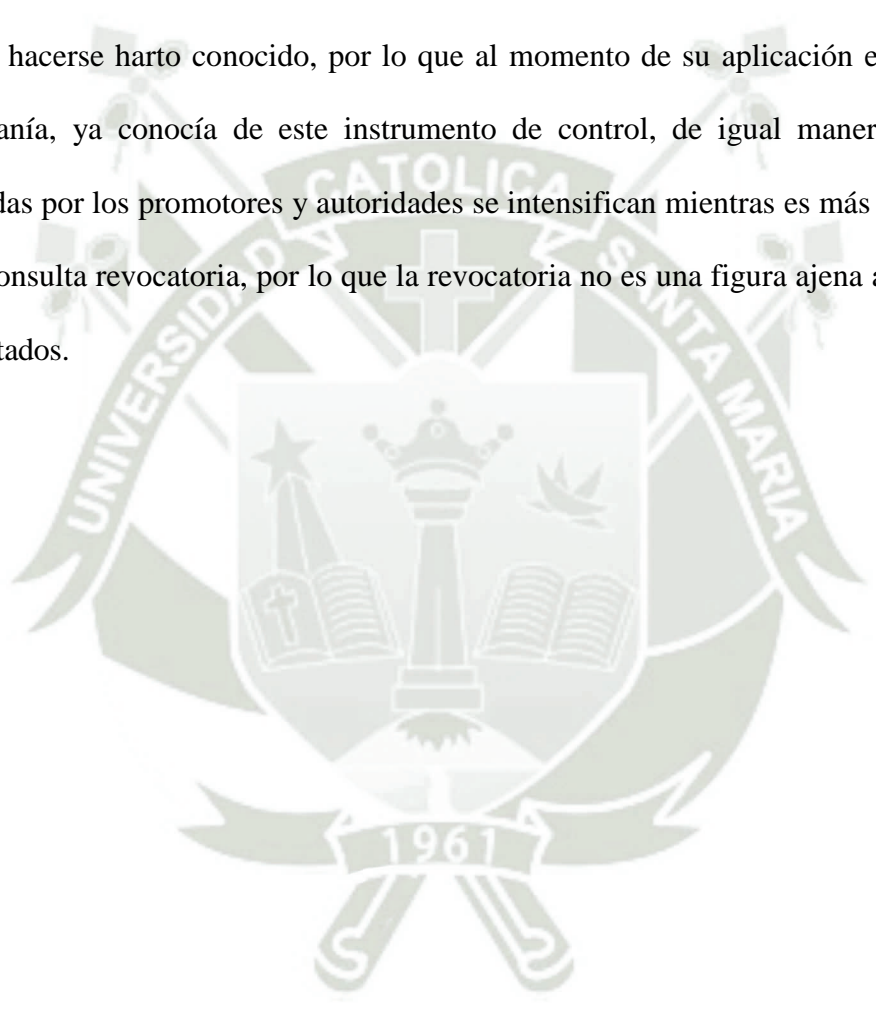 hacerse harto conocido, por lo que al momento de su aplicación e
anía, ya conocía de este instrumento de control, de igual maner
das por los promotores y autoridades se intensifican mientras es más
onsulta revocatoria, por lo que la revocatoria no es una figura ajena a
tados.
UNIVERSIDAD CATOLICA SANTA MARIA
1961